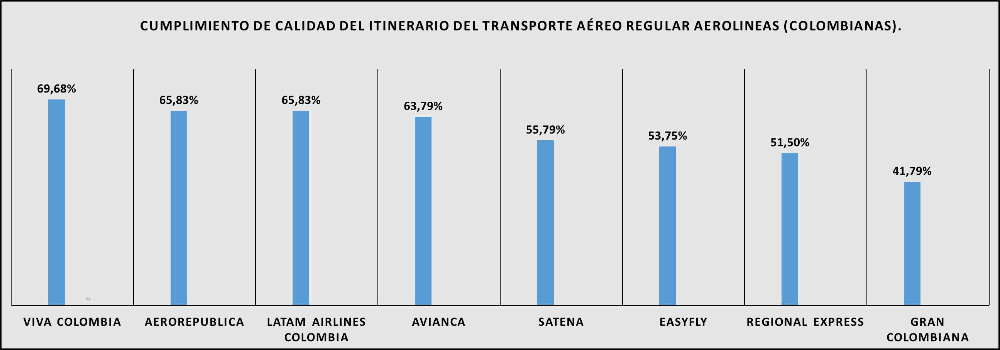 CUMPLIMIENTO DE CALIDAD DEL ITINERARIO DEL TRANSPORTE AÉREO REGULAR AEROLINEAS (COLOMBIANAS).
69,68%
65,83%
65,83%
63,79%
55,79%
53,75%
51,50%
41,79%
0
VIVA COLOMBIA
AEROREPUBLICA
LATAM AIRLINES
COLOMBIA
AVIANCA
SATENA
EASYFLY
REGIONAL EXPRESS
GRAN
COLOMBIANA